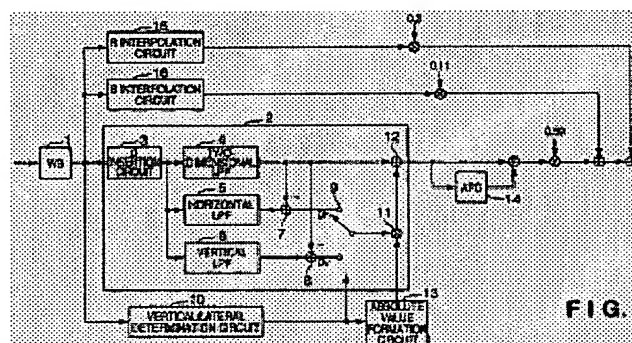 15
R INTERPOLATION
CIRCUIT
0.3
16
B INTERPOLATION
CIRCUIT
0.11
2
1
WB
3
INSERTION
CIRCUIT
4
TWO-
DIMENSIONAL
LPF
12
0.59
APC
14
5
HORIZONTAL
LPF
7
9
11
6
VERTICAL
LPF
8
10
VERTICAL/LATERAL
DETERMINATION CIRCUIT
13
ABSOLUTE
VALUE
FORMATION
CIRCUIT
FIG.